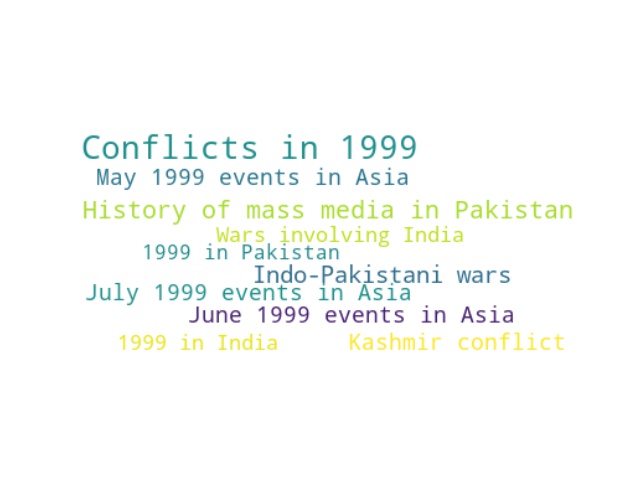 Conflicts in 1999
May 1999 events in Asia
History of mass media in Pakistan
Wars involving India
1999 in Pakistan
Indo-Pakistani wars
July 1999 events in Asia
June 1999 events in Asia
1999 in India
Kashmir conflict